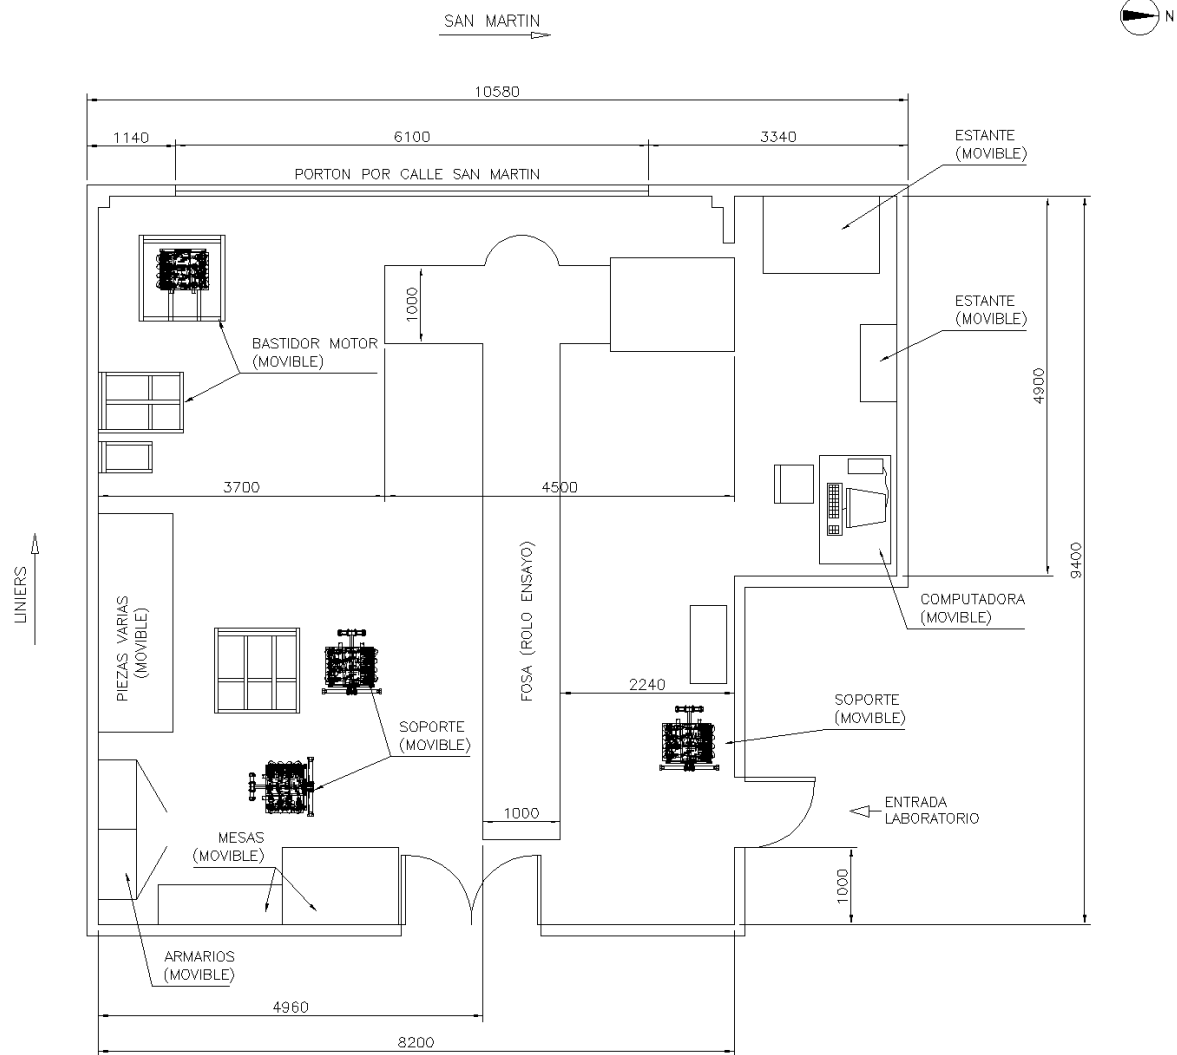 SAN MARTIN
N
10580
1140
6100
3340
ESTANTE
(MOVIBLE)
PORTON POR CALLE SAN MARTIN
1000
ESTANTE
(MOVIBLE)
BASTIDOR MOTOR
(MOVIBLE)
4900
3700
4500
9400
LINIERS
PIEZAS VARIAS
(MOVIBLE)
FOSA (ROLO ENSAYO)
COMPUTADORA
(MOVIBLE)
2240
SOPORTE
(MOVIBLE)
SOPORTE
(MOVIBLE)
1000
ENTRADA
LABORATORIO
MESAS
(MOVIBLE)
1000
ARMARIOS
(MOVIBLE)
4960
8200